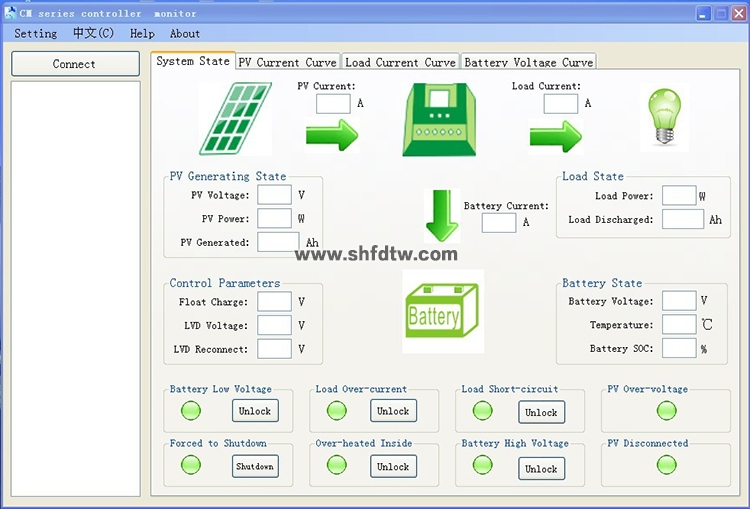 CM series controller monitor
Setting 中文(C) Help About
Connect
System State PV Current Curve Load Current Curve Battery Voltage Curve
PV Current: A
Load Current: A
PV Generating State
PV Voltage: V
PV Power: W
PV Generated: Ah
Battery Current: A
Load State
Load Power: W
Load Discharged: Ah
www.shfdtw.com
Control Parameters
Float Charge: V
LVD Voltage: V
LVD Reconnect: V
Battery
Battery State
Battery Voltage: V
Temperature: ℃
Battery SOC: %
Battery Low Voltage
Unlock
Load Over-current
Unlock
Load Short-circuit
Unlock
PV Over-voltage
Forced to Shutdown
Shutdown
Over-heated Inside
Unlock
Battery High Voltage
Unlock
PV Disconnected